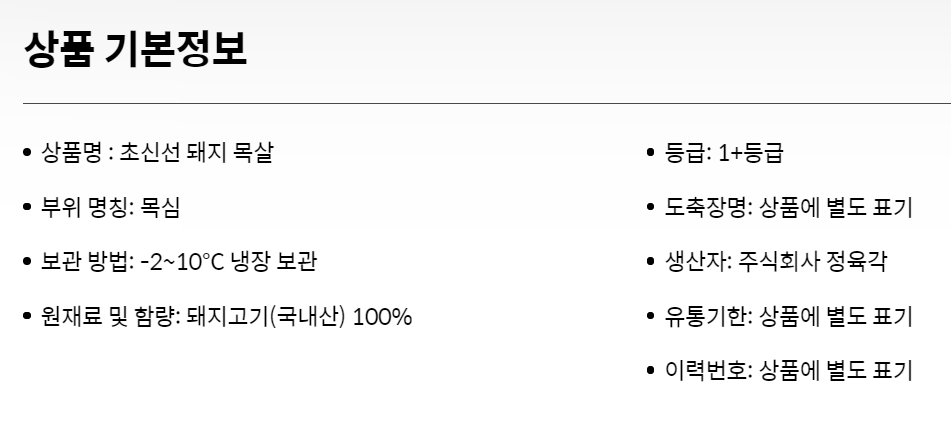 상품 기본정보
• 상품명 : 초신선 돼지 목살
• 부위 명칭: 목심
• 보관 방법: -2~10℃ 냉장 보관
• 원재료 및 함량: 돼지고기(국내산) 100%
• 등급: 1+등급
• 도축장명: 상품에 별도 표기
• 생산자: 주식회사 정육각
• 유통기한: 상품에 별도 표기
• 이력번호: 상품에 별도 표기